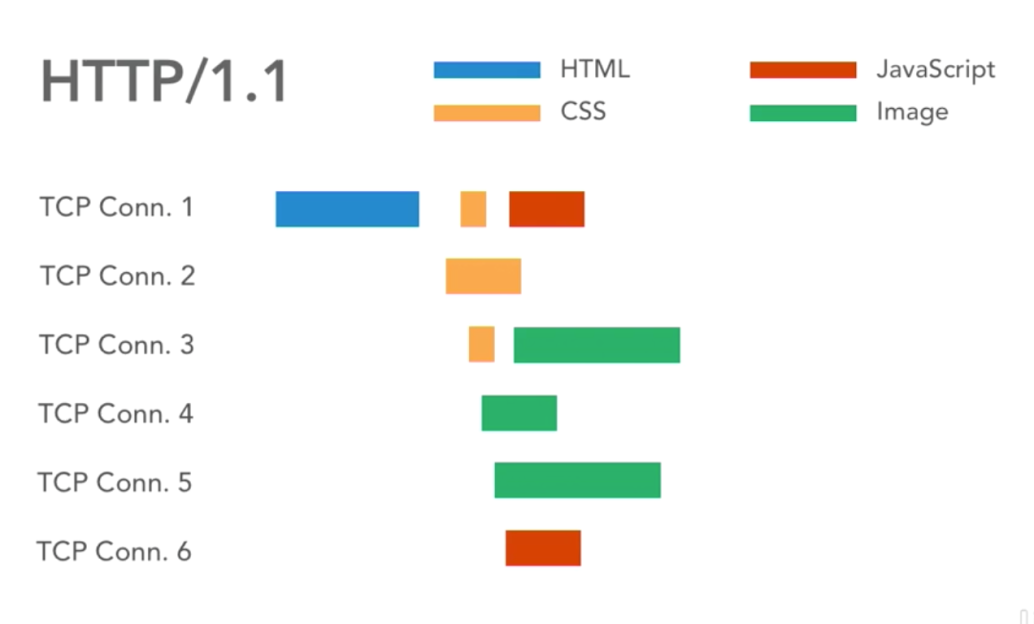 HTTP/1.1
HTML
JavaScript
CSS
Image
TCP Conn. 1
TCP Conn. 2
TCP Conn. 3
TCP Conn. 4
TCP Conn. 5
TCP Conn. 6